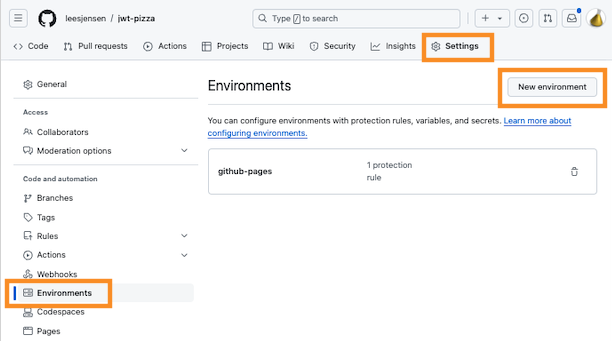 leesjensen / jwt-pizza
Type / to search
Code Pull requests Actions Projects Wiki Security Insights Settings
General
Access
Collaborators
Moderation options
Code and automation
Branches
Tags
Rules
Actions
Webhooks
Environments
Codespaces
Pages
Environments
New environment
You can configure environments with protection rules, variables, and secrets. Learn more about
configuring environments.
github-pages
1 protection
rule